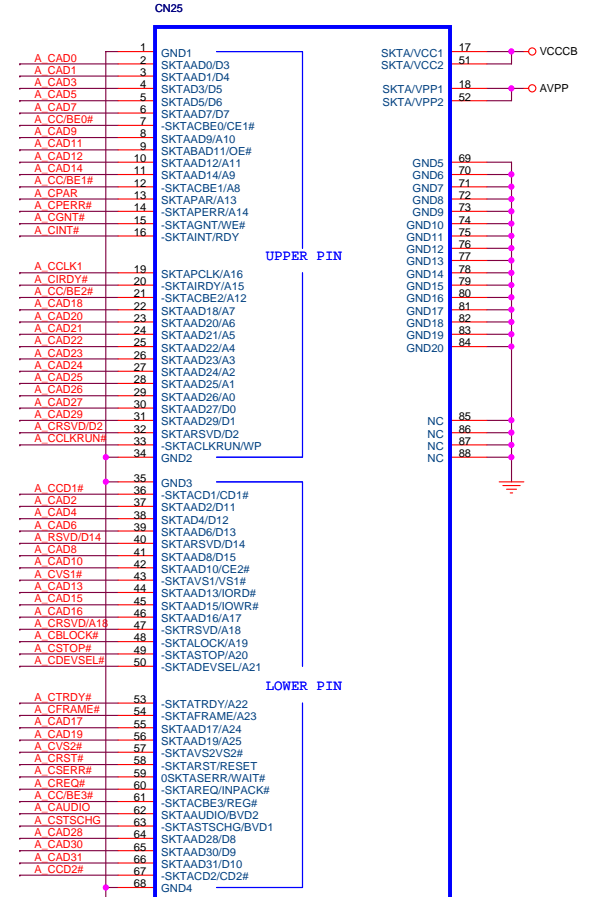 CN25
1 GND1
A_CAD0 2 SKTAAD0/D3
A_CAD1 3 SKTAAD1/D4
A_CAD3 4 SKTAD3/D5
A_CAD5 5 SKTAD5/D6
A_CAD7 6 SKTAAD7/D7
A_CC/BE0# 7 -SKTACBE0/CE1#
A_CAD9 8 SKTAAD9/A10
A_CAD11 9 SKTABAD11/OE#
A_CAD12 10 SKTAAD12/A11
A_CAD14 11 SKTAAD14/A9
A_CC/BE1# 12 -SKTACBE1/A8
A_CPAR 13 SKTAPAR/A13
A_CPERR# 14 -SKTAPERR/A14
A_CGNT# 15 -SKTAGNT/WE#
A_CINT# 16 -SKTAINT/RDY
UPPER PIN
A_CCLK1 19 SKTAPCLK/A16
A_CIRDY# 20 -SKTAIRDY/A15
A_CC/BE2# 21 -SKTACBE2/A12
A_CAD18 22 SKTAAD18/A7
A_CAD20 23 SKTAAD20/A6
A_CAD21 24 SKTAAD21/A5
A_CAD22 25 SKTAAD22/A4
A_CAD23 26 SKTAAD23/A3
A_CAD24 27 SKTAAD24/A2
A_CAD25 28 SKTAAD25/A1
A_CAD26 29 SKTAAD26/A0
A_CAD27 30 SKTAAD27/D0
A_CAD29 31 SKTAAD29/D1
A_CRSVD/D2 32 SKTARSVD/D2
A_CCLKRUN# 33 -SKTACLKRUN/WP
34 GND2
35 GND3
A_CCD1# 36 -SKTACD1/CD1#
A_CAD2 37 SKTAAD2/D11
A_CAD4 38 SKTAD4/D12
A_CAD6 39 SKTAAD6/D13
A_RSVD/D14 40 SKTARSVD/D14
A_CAD8 41 SKTAAD8/D15
A_CAD10 42 SKTAAD10/CE2#
A_CVS1# 43 -SKTAVS1/VS1#
A_CAD13 44 SKTAAD13/IORD#
A_CAD15 45 SKTAAD15/IOWR#
A_CAD16 46 SKTAAD16/A17
A_CRSVD/A18 47 -SKTRSVD/A18
A_CBLOCK# 48 -SKTALOCK/A19
A_CSTOP# 49 -SKTASTOP/A20
A_CDEVSEL# 50 -SKTADEVSEL/A21
LOWER PIN
A_CTRDY# 53 -SKTATRDY/A22
A_CFRAME# 54 -SKTAFRAME/A23
A_CAD17 55 SKTAAD17/A24
A_CAD19 56 SKTAAD19/A25
A_CVS2# 57 -SKTAVS2VS2#
A_CRST# 58 -SKTARST/RESET
A_CSERR# 59 0SKTASERR/WAIT#
A_CREQ# 60 -SKTAREQ/INPACK#
A_CC/BE3# 61 -SKTACBE3/REG#
A_CAUDIO 62 SKTAAUDIO/BVD2
A_CSTSCHG 63 -SKTASTSCHG/BVD1
A_CAD28 64 SKTAAD28/D8
A_CAD30 65 SKTAAD30/D9
A_CAD31 66 SKTAAD31/D10
A_CCD2# 67 -SKTACD2/CD2#
68 GND4
SKTA/VCC1 17 VCCCB
SKTA/VCC2 51
SKTA/VPP1 18 AVPP
SKTA/VPP2 52
GND5 69
GND6 70
GND7 71
GND8 72
GND9 73
GND10 74
GND11 75
GND12 76
GND13 77
GND14 78
GND15 79
GND16 80
GND17 81
GND18 82
GND19 83
GND20 84
NC 85
NC 86
NC 87
NC 88